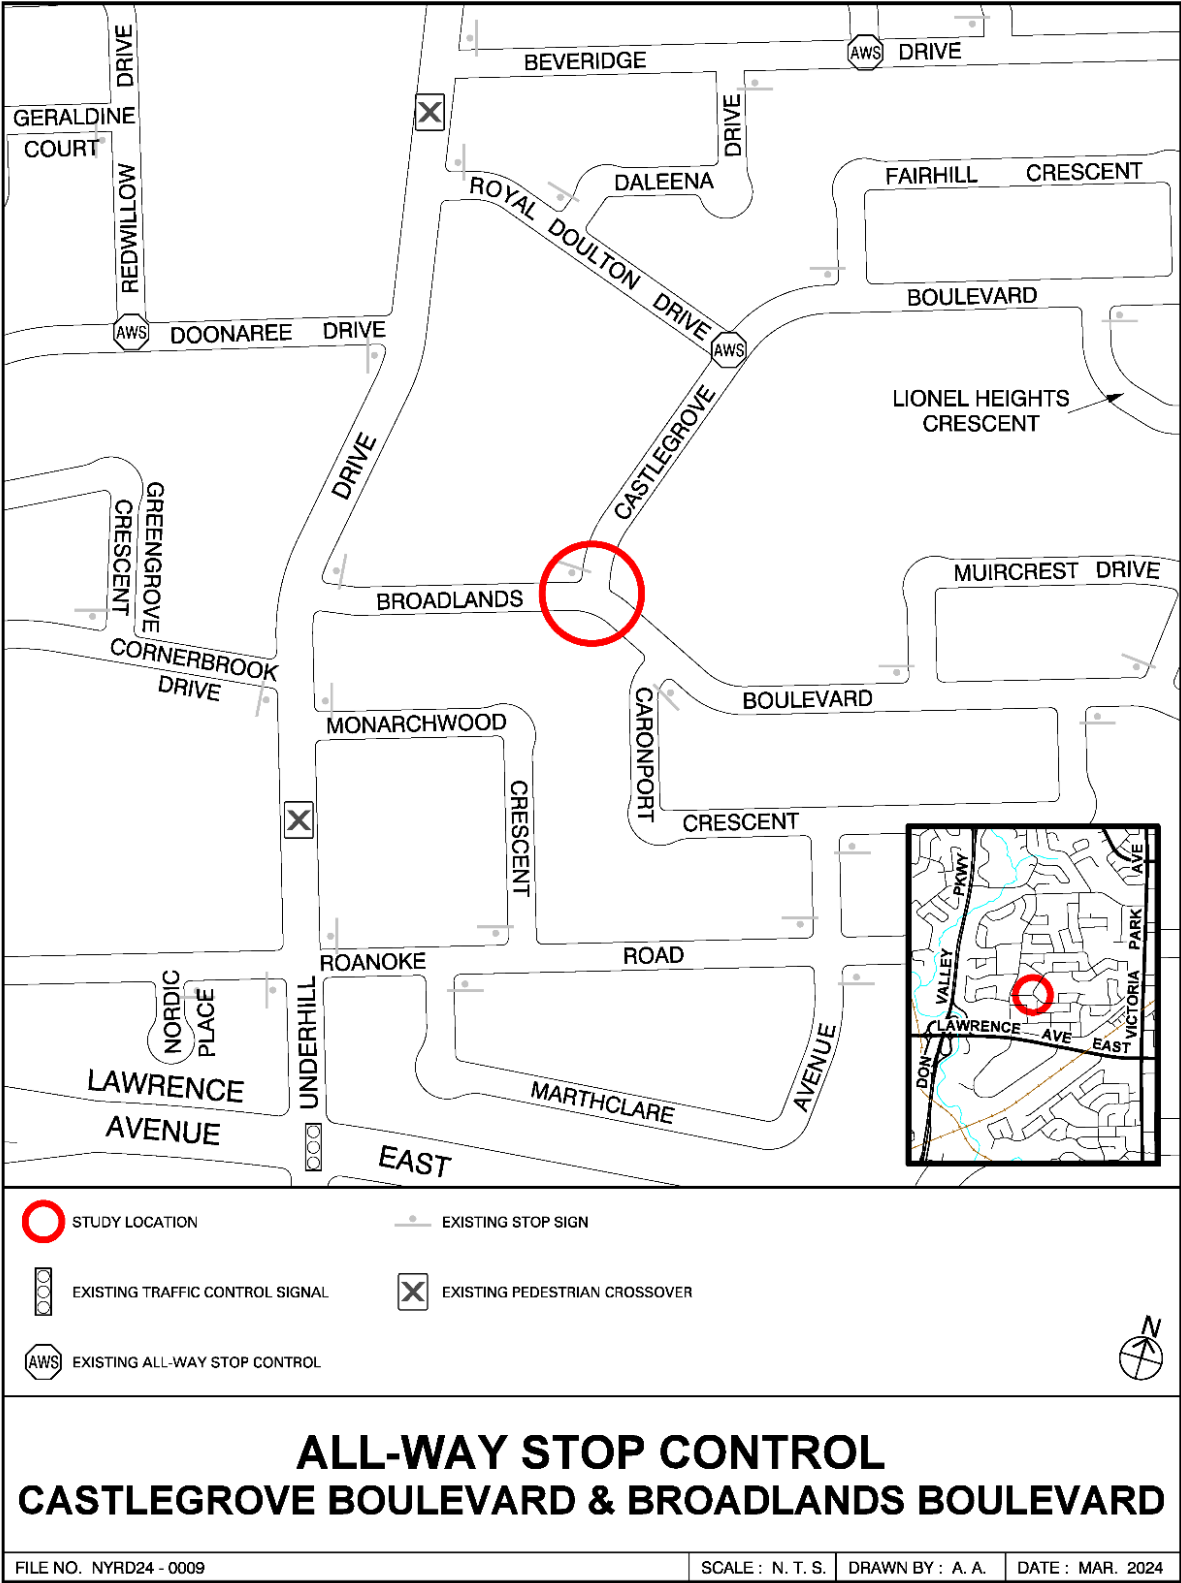 BEVERIDGE
DRIVE
AWS
DRIVE
GERALDINE
COURT
REDWILLOW
DRIVE
DALEENA
DRIVE
FAIRHILL CRESCENT
ROYAL DOULTON DRIVE
AWS
BOULEVARD
AWS
DOONAREE DRIVE
LIONEL HEIGHTS
CRESCENT
CASTLEGROVE
DRIVE
GREENGROVE
CRESCENT
MUIRCREST DRIVE
BROADLANDS
CORNERBROOK
DRIVE
BOULEVARD
CARONPORT
MONARCHWOOD
CRESCENT
CRESCENT
ROANOKE
ROAD
NORDIC
PLACE
UNDERHILL
LAWRENCE
AVENUE
EAST
MARTHCLARE
AVENUE
DON VALLEY PKWY
LAWRENCE AVE EAST
VICTORIA PARK AVE
STUDY LOCATION
EXISTING STOP SIGN
EXISTING TRAFFIC CONTROL SIGNAL
EXISTING PEDESTRIAN CROSSOVER
AWS
EXISTING ALL-WAY STOP CONTROL
N
ALL-WAY STOP CONTROL
CASTLEGROVE BOULEVARD & BROADLANDS BOULEVARD
FILE NO. NYRD24 - 0009
SCALE : N. T. S.
DRAWN BY : A. A.
DATE : MAR. 2024